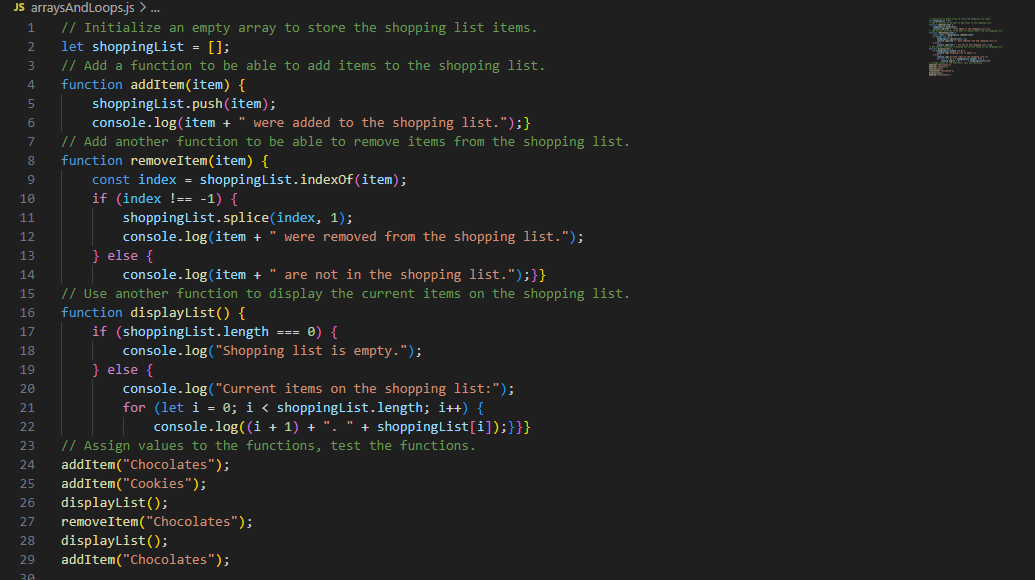 JS arraysAndLoops.js > ...
1 // Initialize an empty array to store the shopping list items.
2 let shoppingList = [];
3 // Add a function to be able to add items to the shopping list.
4 function addItem(item) {
5     shoppingList.push(item);
6     console.log(item + " were added to the shopping list.");}
7 // Add another function to be able to remove items from the shopping list.
8 function removeItem(item) {
9     const index = shoppingList.indexOf(item);
10     if (index !== -1) {
11         shoppingList.splice(index, 1);
12         console.log(item + " were removed from the shopping list.");
13     } else {
14         console.log(item + " are not in the shopping list.");}}
15 // Use another function to display the current items on the shopping list.
16 function displayList() {
17     if (shoppingList.length === 0) {
18         console.log("Shopping list is empty.");
19     } else {
20         console.log("Current items on the shopping list:");
21         for (let i = 0; i < shoppingList.length; i++) {
22             console.log((i + 1) + ". " + shoppingList[i]);}}}
23 // Assign values to the functions, test the functions.
24 addItem("Chocolates");
25 addItem("Cookies");
26 displayList();
27 removeItem("Chocolates");
28 displayList();
29 addItem("Chocolates");
30